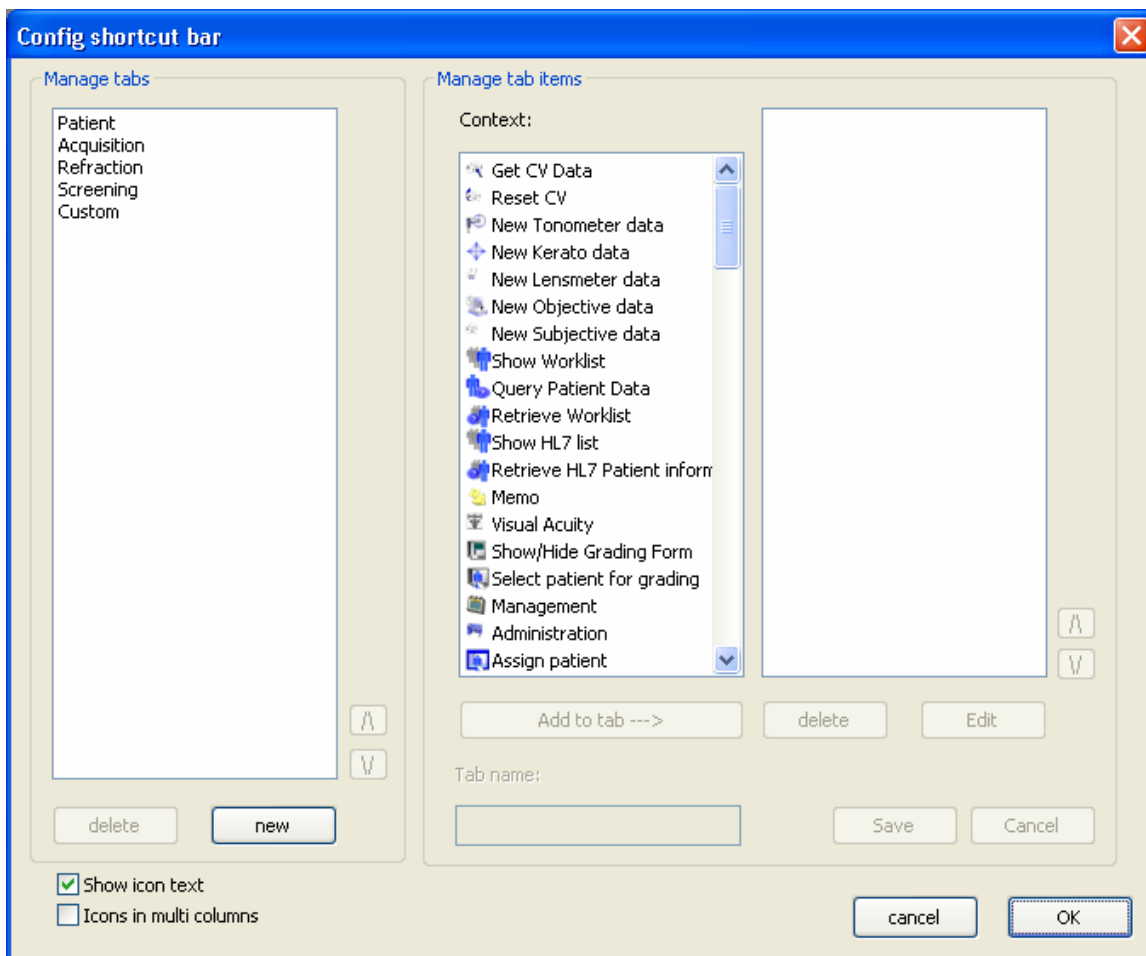 Config shortcut bar
Manage tabs
Patient
Acquisition
Refraction
Screening
Custom
/\
\/
delete
new
Manage tab items
Context:
Get CV Data
Reset CV
New Tonometer data
New Kerato data
New Lensmeter data
New Objective data
New Subjective data
Show Worklist
Query Patient Data
Retrieve Worklist
Show HL7 list
Retrieve HL7 Patient inform
Memo
Visual Acuity
Show/Hide Grading Form
Select patient for grading
Management
Administration
Assign patient
/\
\/
Add to tab --->
delete
Edit
Tab name:
Save
Cancel
Show icon text
Icons in multi columns
cancel
OK